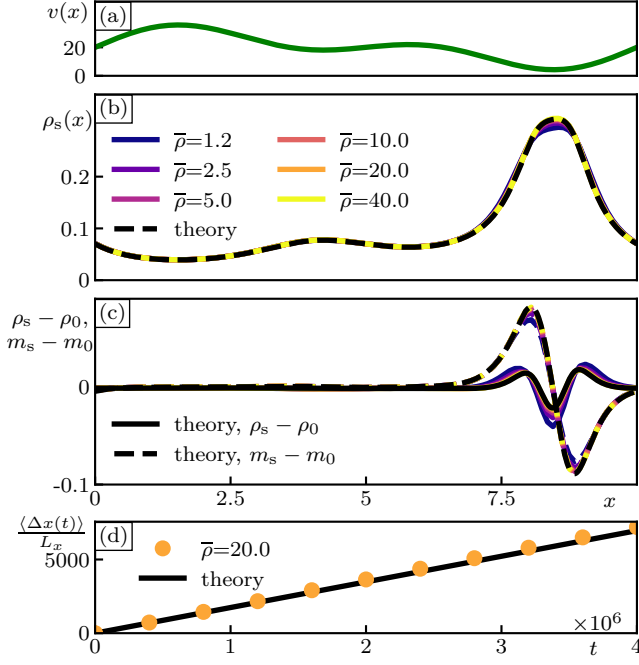 v(x)
(a)
20
0
(b)
ρₛ(x)
ρ̅=1.2
ρ̅=10.0
0.2
ρ̅=2.5
ρ̅=20.0
ρ̅=5.0
ρ̅=40.0
0.1
theory
0
(c)
ρₛ − ρ₀,
mₛ − m₀
0
theory, ρₛ − ρ₀
theory, mₛ − m₀
-0.1
0
2.5
5
7.5
x
⟨Δx(t)⟩
Lₓ
(d)
ρ̅=20.0
5000
theory
×10⁶
0
0
1
2
3
t
4